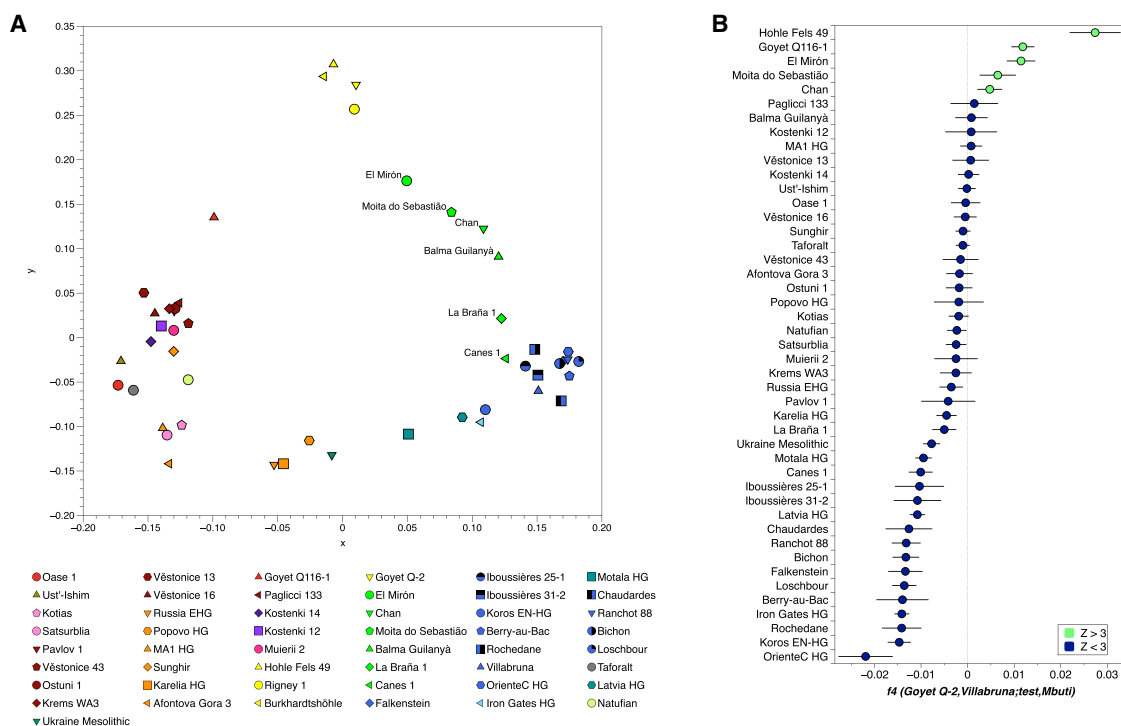 A
0.35
0.30
0.25
0.20
0.15
0.10
0.05
0
−0.05
−0.10
−0.15
−0.20
y
−0.20
−0.15
−0.10
−0.05
0
0.05
0.10
0.15
0.20
x
El Mirón
Moita do Sebastião
Chan
Balma Guilanyà
La Braña 1
Canes 1
Oase 1
Ust'-Ishim
Kotias
Satsurblia
Pavlov 1
Věstonice 43
Ostuni 1
Krems WA3
Ukraine Mesolithic
Věstonice 13
Věstonice 16
Russia EHG
Popovo HG
MA1 HG
Sunghir
Karelia HG
Afontova Gora 3
Goyet Q116-1
Paglicci 133
Kostenki 14
Kostenki 12
Muierii 2
Hohle Fels 49
Rigney 1
Burkhardtshöhle
Goyet Q-2
El Mirón
Chan
Moita do Sebastião
Balma Guilanyà
La Braña 1
Canes 1
Falkenstein
Iboussières 25-1
Iboussières 31-2
Koros EN-HG
Berry-au-Bac
Rochedane
Villabruna
OrienteC HG
Iron Gates HG
Motala HG
Chaudardes
Ranchot 88
Bichon
Loschbour
Taforalt
Latvia HG
Natufian
B
Hohle Fels 49
Goyet Q116-1
El Mirón
Moita do Sebastião
Chan
Paglicci 133
Balma Guilanyà
Kostenki 12
MA1 HG
Věstonice 13
Kostenki 14
Ust'-Ishim
Oase 1
Věstonice 16
Sunghir
Taforalt
Věstonice 43
Afontova Gora 3
Ostuni 1
Popovo HG
Kotias
Natufian
Satsurblia
Muierii 2
Krems WA3
Russia EHG
Pavlov 1
Karelia HG
La Braña 1
Ukraine Mesolithic
Motala HG
Canes 1
Iboussières 25-1
Iboussières 31-2
Latvia HG
Chaudardes
Ranchot 88
Bichon
Falkenstein
Loschbour
Berry-au-Bac
Iron Gates HG
Rochedane
Koros EN-HG
OrienteC HG
Z > 3
Z < 3
−0.02
−0.01
0
0.01
0.02
0.03
f4 (Goyet Q-2,Villabruna;test,Mbuti)